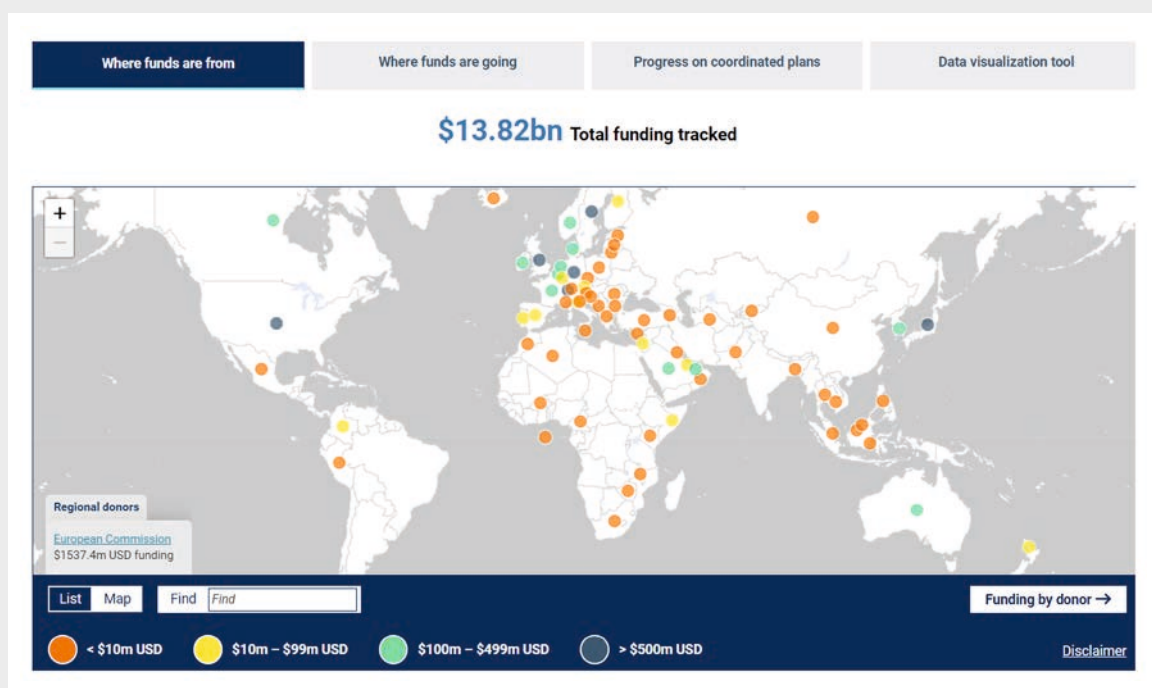 Where funds are from
Where funds are going
Progress on coordinated plans
Data visualization tool
$13.82bn Total funding tracked
+
−
Regional donors
European Commission
$1537.4m USD funding
List
Map
Find
Find
Funding by donor →
< $10m USD
$10m – $99m USD
$100m – $499m USD
> $500m USD
Disclaimer